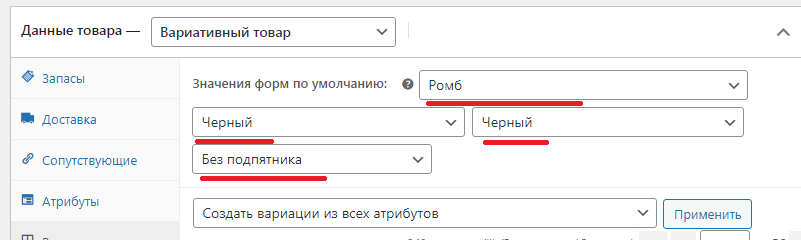 Данные товара — Вариативный товар
Запасы
Значения форм по умолчанию: Ромб
Доставка
Черный Черный
Сопутствующие
Без подпятника
Атрибуты
Создать вариации из всех атрибутов Применить